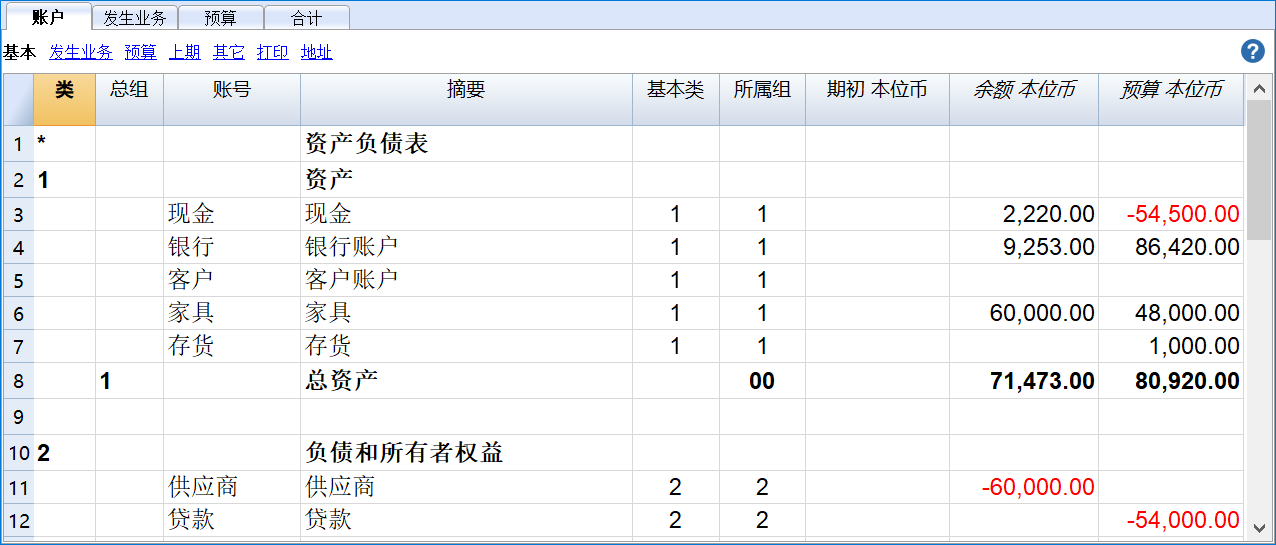 账户 发生业务 预算 合计
基本 发生业务 预算 上期 其它 打印 地址 ?
类 总组 账号 摘要 基本类 所属组 期初 本位币 余额 本位币 预算 本位币
1 * 资产负债表
2 1 资产
3 现金 现金 1 1 2,220.00 -54,500.00
4 银行 银行账户 1 1 9,253.00 86,420.00
5 客户 客户账户 1 1
6 家具 家具 1 1 60,000.00 48,000.00
7 存货 存货 1 1 1,000.00
8 1 总资产 00 71,473.00 80,920.00
9
10 2 负债和所有者权益
11 供应商 供应商 2 2 -60,000.00
12 贷款 贷款 2 2 -54,000.00